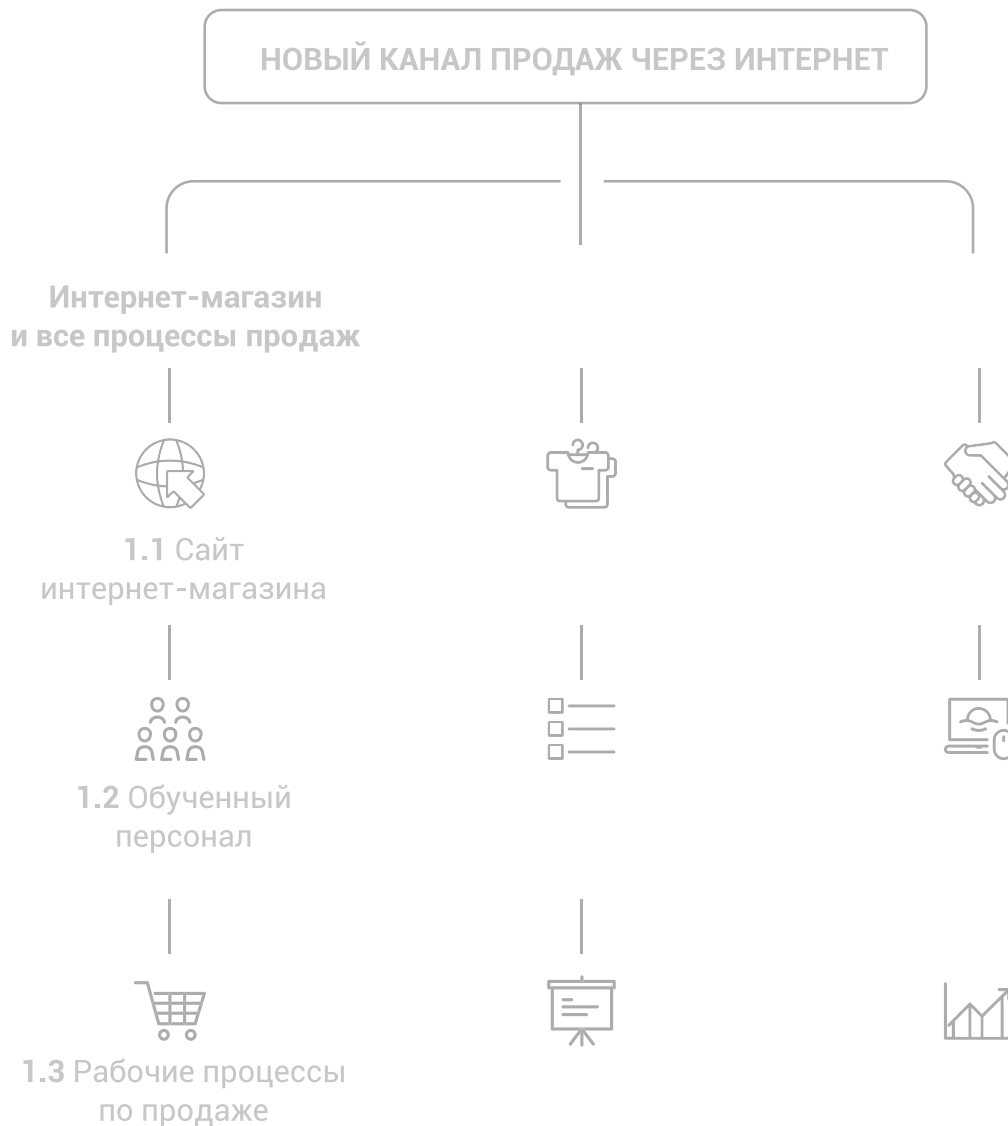 НОВЫЙ КАНАЛ ПРОДАЖ ЧЕРЕЗ ИНТЕРНЕТ
Интернет-магазин
и все процессы продаж
1.1 Сайт
интернет-магазина
1.2 Обученный
персонал
1.3 Рабочие процессы
по продаже